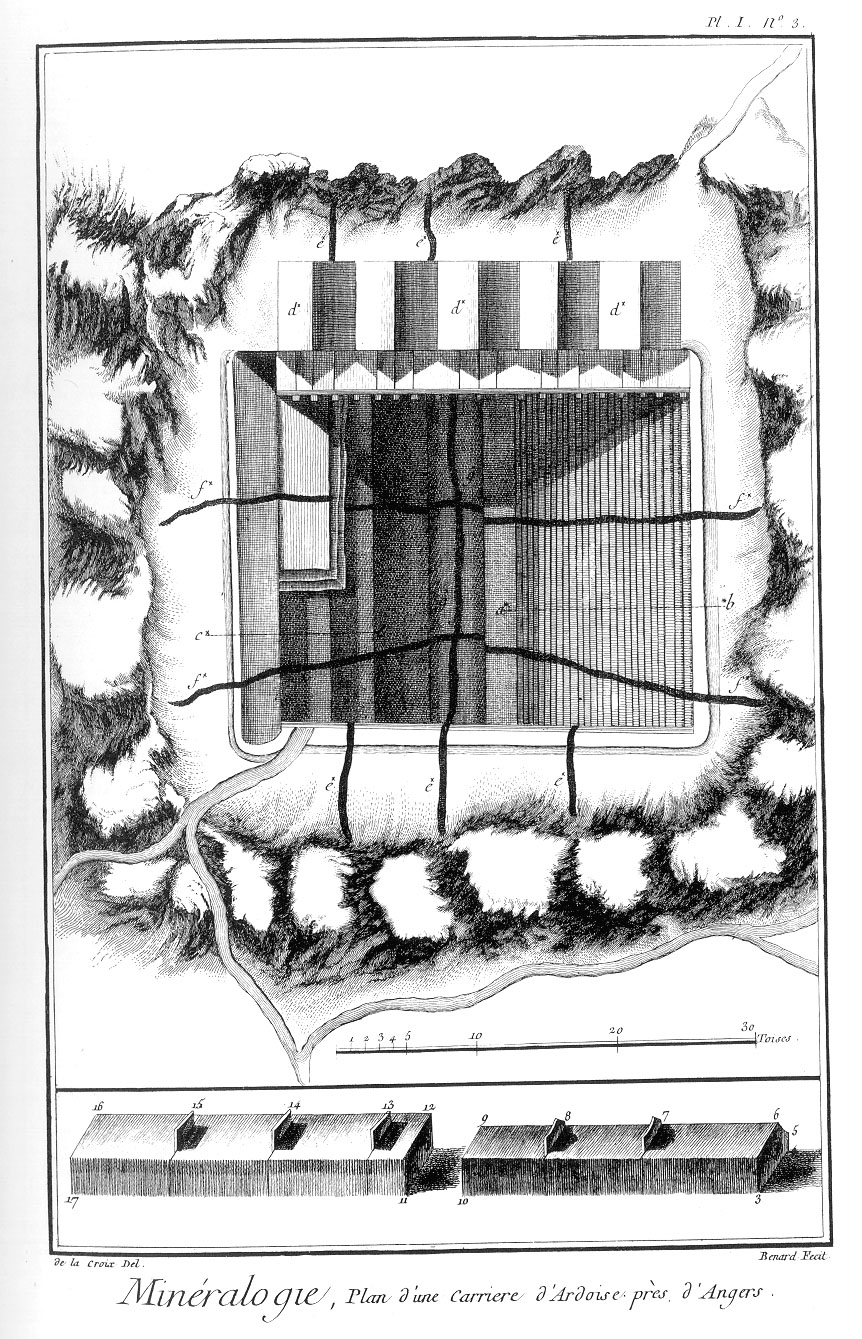 Pl. I. N° 3.
e* e* e*
d* d* d*
f* f*
a* *b
c*
f* f*
e* e* e*
1 2 3 4 5 10 20 30 Toises.
16 15 14 13 12 9 8 7 6 5
17 11 10 3
de la Croix Del. Benard Fecit
Minéralogie, Plan d'une Carriere d'Ardoise près d'Angers.